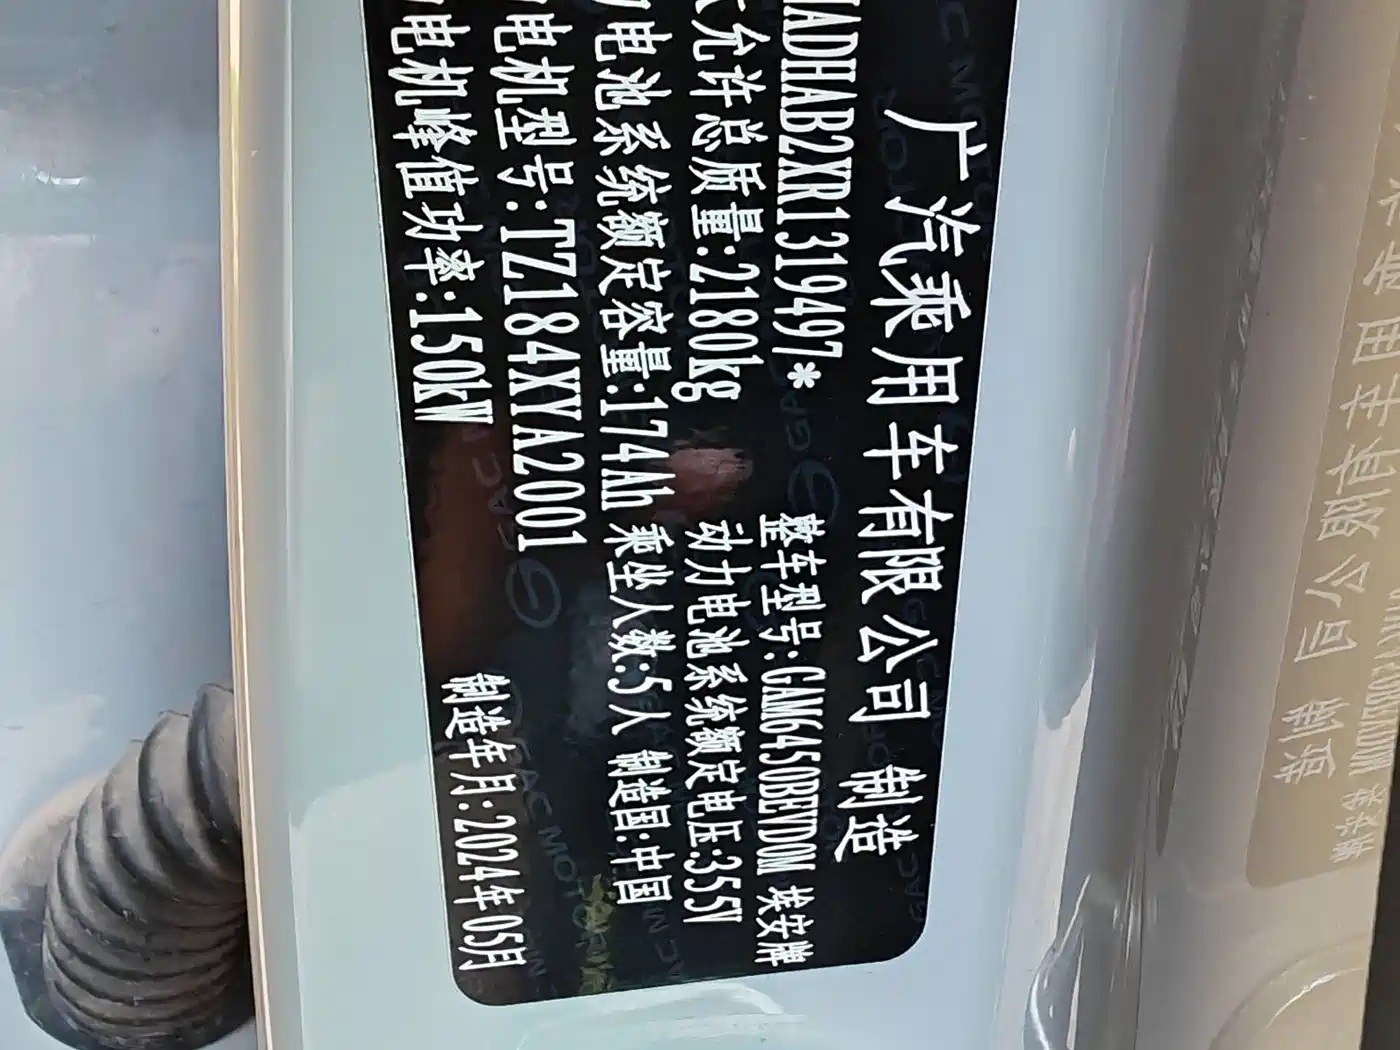 广汽乘用车有限公司 制造
ADHAB2XR1319497*
整车型号:GAM6450BEVD0M 埃安牌
允许总质量:2180kg
动力电池系统额定电压:355V
电池系统额定容量:174Ah
乘坐人数:5人 制造国:中国
电机型号:TZ184XYA2001
电机峰值功率:150kW
制造年月:2024年05月